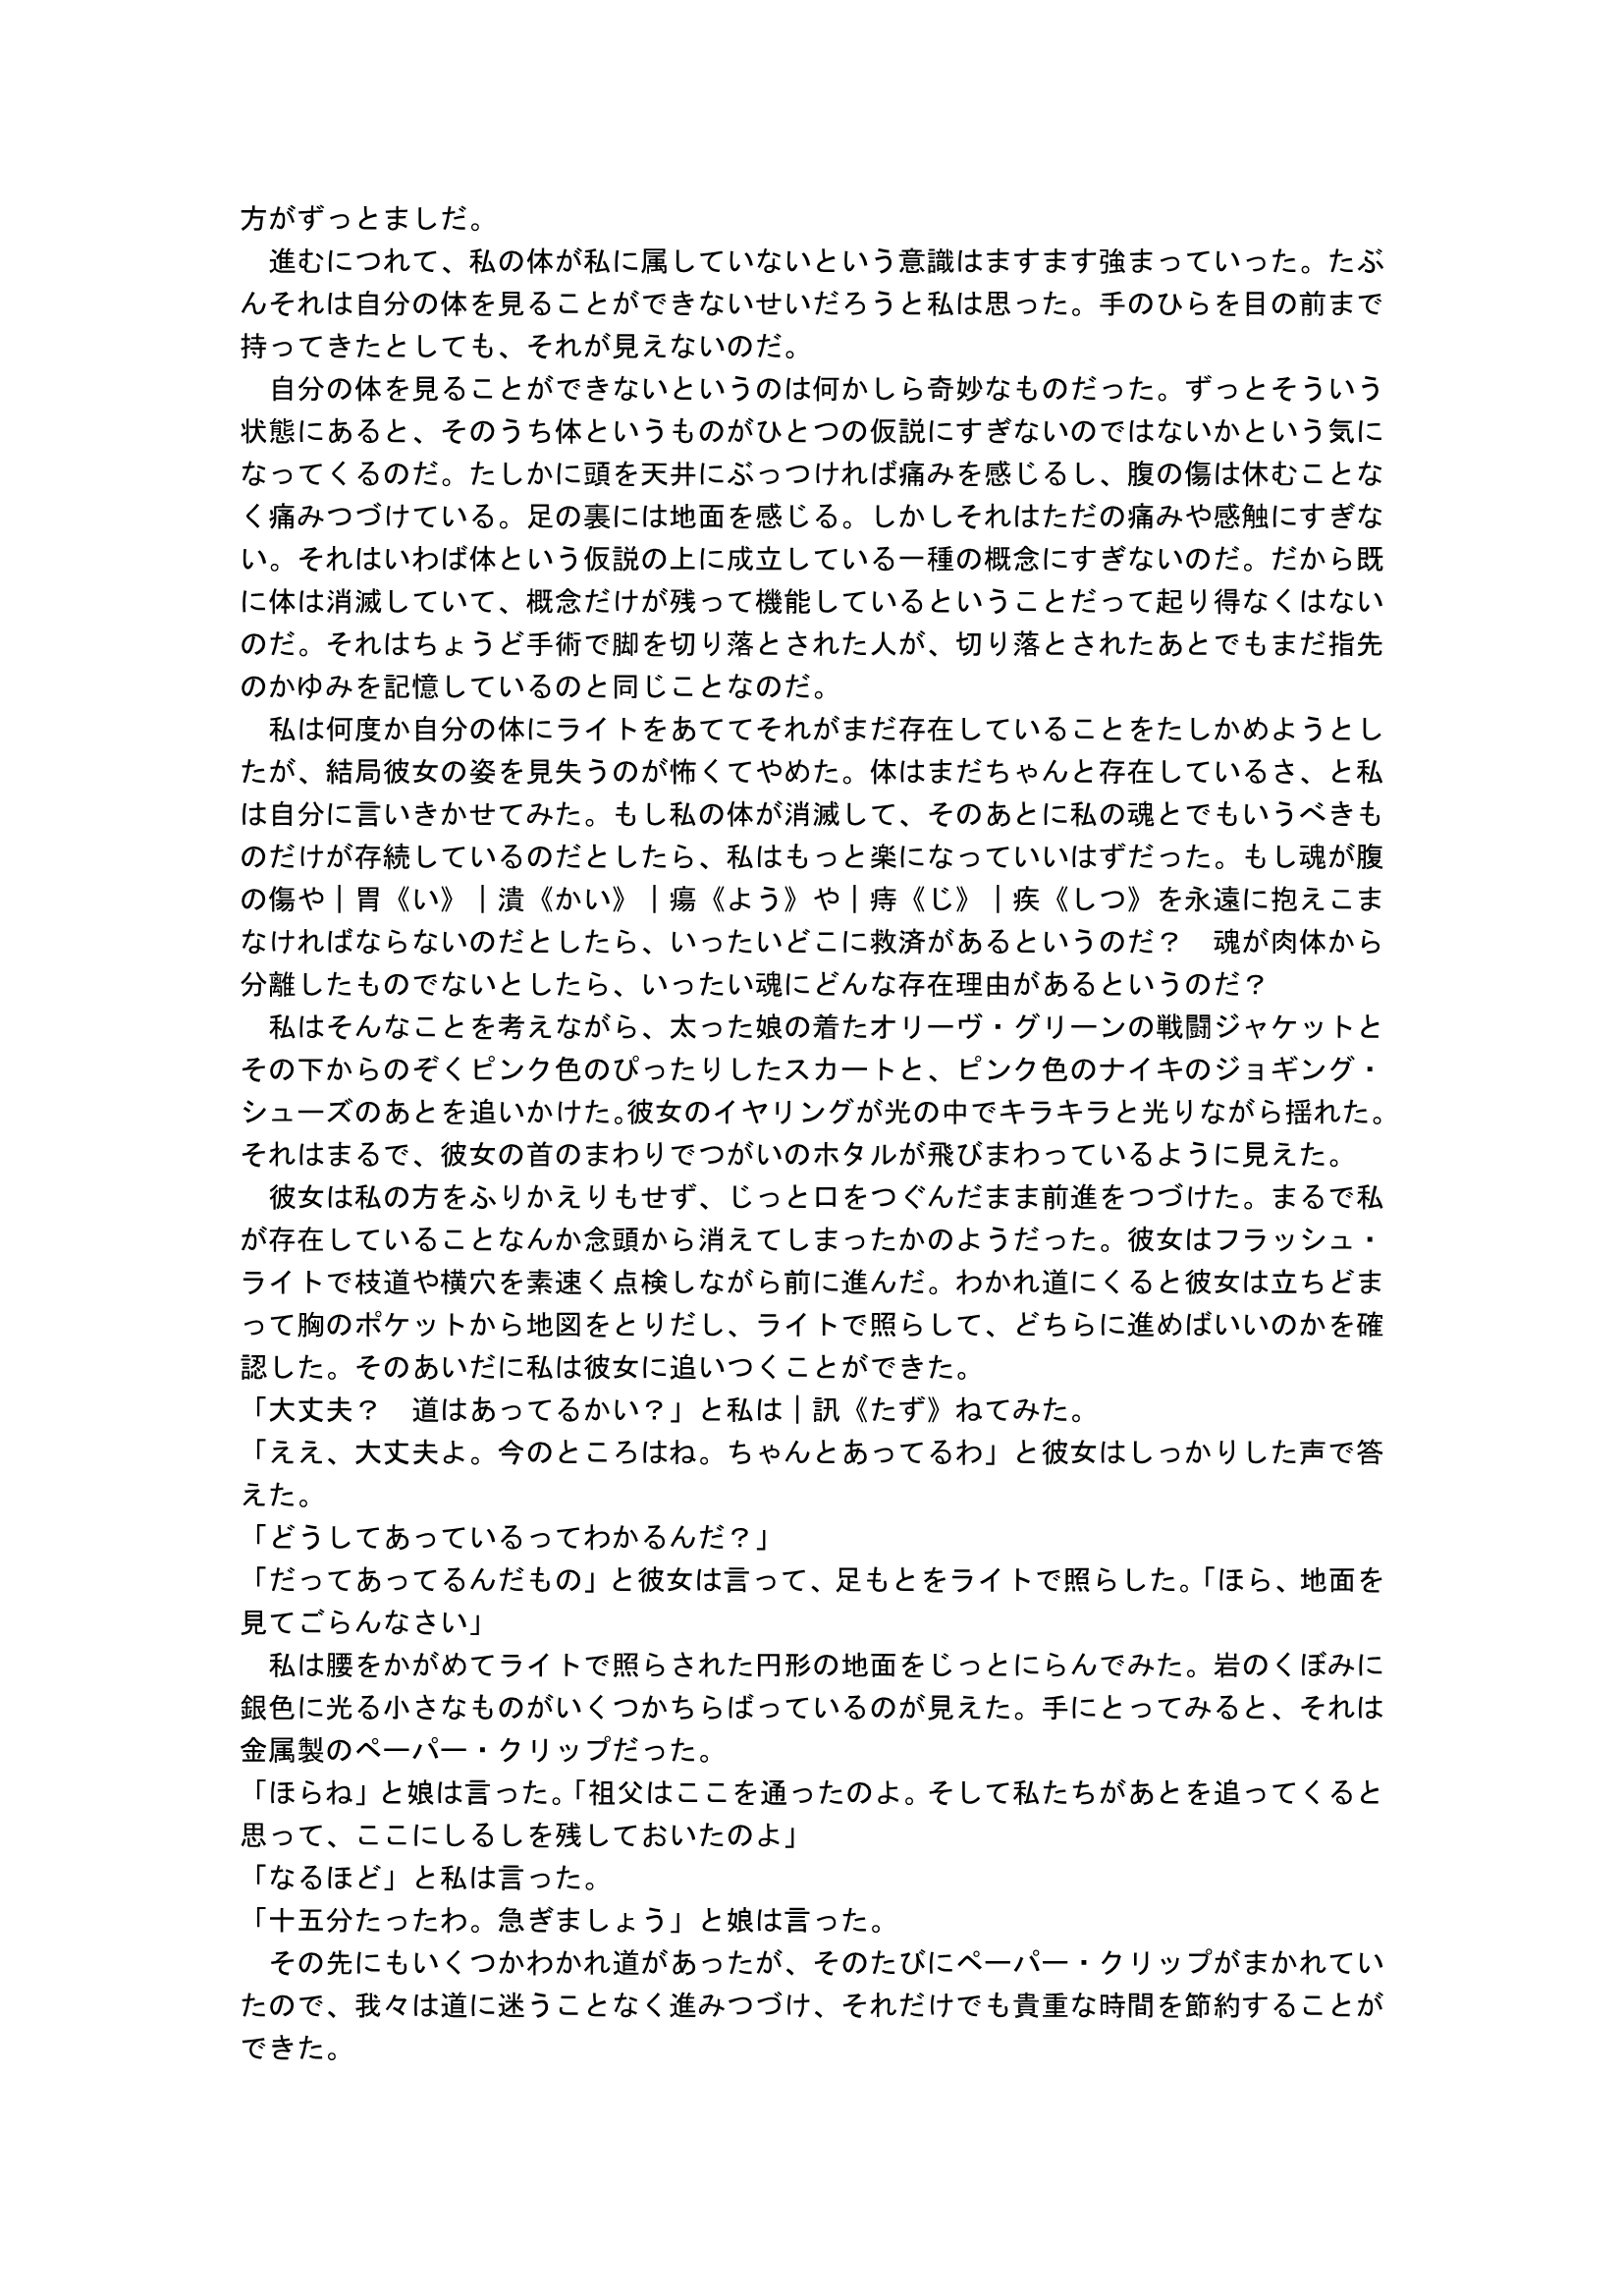 方がずっとましだ。
　進むにつれて、私の体が私に属していないという意識はますます強まっていった。たぶ
んそれは自分の体を見ることができないせいだろうと私は思った。手のひらを目の前まで
持ってきたとしても、それが見えないのだ。
　自分の体を見ることができないというのは何かしら奇妙なものだった。ずっとそういう
状態にあると、そのうち体というものがひとつの仮説にすぎないのではないかという気に
なってくるのだ。たしかに頭を天井にぶっつければ痛みを感じるし、腹の傷は休むことな
く痛みつづけている。足の裏には地面を感じる。しかしそれはただの痛みや感触にすぎな
い。それはいわば体という仮説の上に成立している一種の概念にすぎないのだ。だから既
に体は消滅していて、概念だけが残って機能しているということだって起り得なくはない
のだ。それはちょうど手術で脚を切り落とされた人が、切り落とされたあとでもまだ指先
のかゆみを記憶しているのと同じことなのだ。
　私は何度か自分の体にライトをあててそれがまだ存在していることをたしかめようとし
たが、結局彼女の姿を見失うのが怖くてやめた。体はまだちゃんと存在しているさ、と私
は自分に言いきかせてみた。もし私の体が消滅して、そのあとに私の魂とでもいうべきも
のだけが存続しているのだとしたら、私はもっと楽になっていいはずだった。もし魂が腹
の傷や｜胃《い》｜潰《かい》｜瘍《よう》や｜痔《じ》｜疾《しつ》を永遠に抱えこま
なければならないのだとしたら、いったいどこに救済があるというのだ？　魂が肉体から
分離したものでないとしたら、いったい魂にどんな存在理由があるというのだ？
　私はそんなことを考えながら、太った娘の着たオリーヴ・グリーンの戦闘ジャケットと
その下からのぞくピンク色のぴったりしたスカートと、ピンク色のナイキのジョギング・
シューズのあとを追いかけた。彼女のイヤリングが光の中でキラキラと光りながら揺れた。
それはまるで、彼女の首のまわりでつがいのホタルが飛びまわっているように見えた。
　彼女は私の方をふりかえりもせず、じっと口をつぐんだまま前進をつづけた。まるで私
が存在していることなんか念頭から消えてしまったかのようだった。彼女はフラッシュ・
ライトで枝道や横穴を素速く点検しながら前に進んだ。わかれ道にくると彼女は立ちどま
って胸のポケットから地図をとりだし、ライトで照らして、どちらに進めばいいのかを確
認した。そのあいだに私は彼女に追いつくことができた。
「大丈夫？　道はあってるかい？」と私は｜訊《たず》ねてみた。
「ええ、大丈夫よ。今のところはね。ちゃんとあってるわ」と彼女はしっかりした声で答
えた。
「どうしてあっているってわかるんだ？」
「だってあってるんだもの」と彼女は言って、足もとをライトで照らした。「ほら、地面を
見てごらんなさい」
　私は腰をかがめてライトで照らされた円形の地面をじっとにらんでみた。岩のくぼみに
銀色に光る小さなものがいくつかちらばっているのが見えた。手にとってみると、それは
金属製のペーパー・クリップだった。
「ほらね」と娘は言った。「祖父はここを通ったのよ。そして私たちがあとを追ってくると
思って、ここにしるしを残しておいたのよ」
「なるほど」と私は言った。
「十五分たったわ。急ぎましょう」と娘は言った。
　その先にもいくつかわかれ道があったが、そのたびにペーパー・クリップがまかれてい
たので、我々は道に迷うことなく進みつづけ、それだけでも貴重な時間を節約することが
できた。